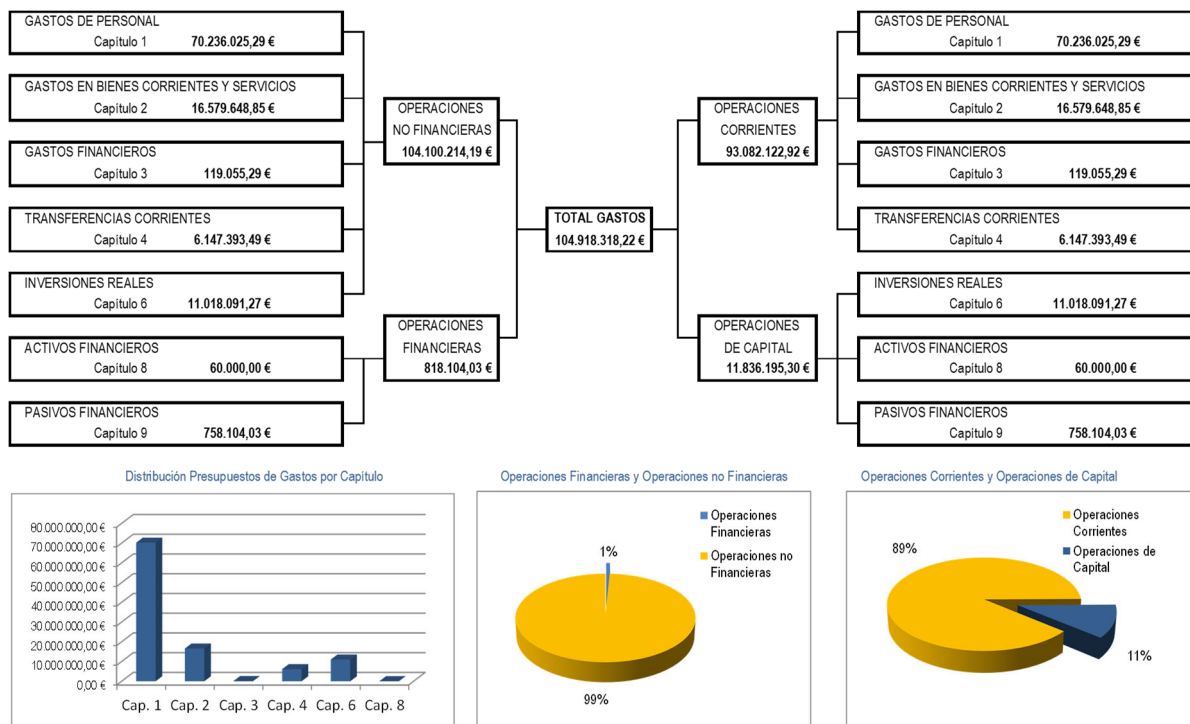 GASTOS DE PERSONAL
Capítulo 1 70.236.025,29 €
GASTOS EN BIENES CORRIENTES Y SERVICIOS
Capítulo 2 16.579.648,85 €
GASTOS FINANCIEROS
Capítulo 3 119.055,29 €
TRANSFERENCIAS CORRIENTES
Capítulo 4 6.147.393,49 €
INVERSIONES REALES
Capítulo 6 11.018.091,27 €
ACTIVOS FINANCIEROS
Capítulo 8 60.000,00 €
PASIVOS FINANCIEROS
Capítulo 9 758.104,03 €
OPERACIONES
NO FINANCIERAS
104.100.214,19 €
OPERACIONES
FINANCIERAS
818.104,03 €
TOTAL GASTOS
104.918.318,22 €
OPERACIONES
CORRIENTES
93.082.122,92 €
OPERACIONES
DE CAPITAL
11.836.195,30 €
GASTOS DE PERSONAL
Capítulo 1 70.236.025,29 €
GASTOS EN BIENES CORRIENTES Y SERVICIOS
Capítulo 2 16.579.648,85 €
GASTOS FINANCIEROS
Capítulo 3 119.055,29 €
TRANSFERENCIAS CORRIENTES
Capítulo 4 6.147.393,49 €
INVERSIONES REALES
Capítulo 6 11.018.091,27 €
ACTIVOS FINANCIEROS
Capítulo 8 60.000,00 €
PASIVOS FINANCIEROS
Capítulo 9 758.104,03 €
Distribución Presupuestos de Gastos por Capítulo
80 000 000,00 €
70 000 000,00 €
60 000 000,00 €
50 000 000,00 €
40 000 000,00 €
30 000 000,00 €
20 000 000,00 €
10 000 000,00 €
0,00 €
Cap. 1 Cap. 2 Cap. 3 Cap. 4 Cap. 6 Cap. 8
Operaciones Financieras y Operaciones no Financieras
Operaciones
Financieras
Operaciones no
Financieras
1%
99%
Operaciones Corrientes y Operaciones de Capital
Operaciones
Corrientes
Operaciones de
Capital
89%
11%